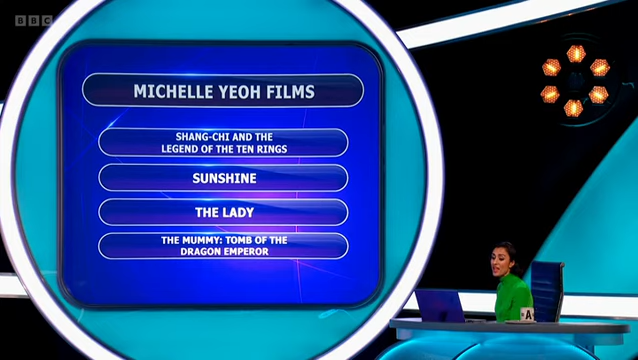 BBC
MICHELLE YEOH FILMS
SHANG-CHI AND THE
LEGEND OF THE TEN RINGS
SUNSHINE
THE LADY
THE MUMMY: TOMB OF THE
DRAGON EMPEROR
A